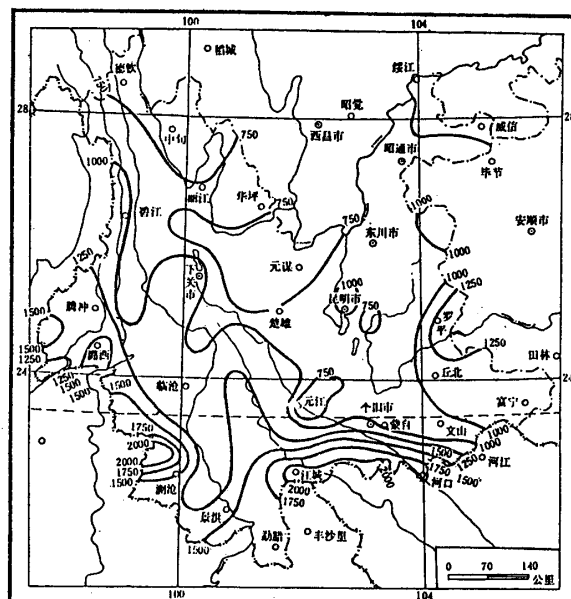 100
104
稻城
德钦
绥江
750
28
昭觉
28
中甸
750
西昌市
威信
昭通市
1000
毕节
丽江
华坪
750
750
1000
碧江
安顺市
东川市
1000
1250
下关市
元谋
1000
1000
1250
1500
腾冲
昆明市
750
楚雄
罗平
1500
1250
潞西
1250
田林
750
24
1250
24
1500
1500
1500
临沧
丘北
元江
个旧市
富宁
蒙自
文山
1750
1500
1000
2000
1250
河江
2000
1750
1500
1750
江城
2000
河口
1500
澜沧
2000
1750
景洪
1500
勐腊
丰沙里
0
70
140
公里
100
104